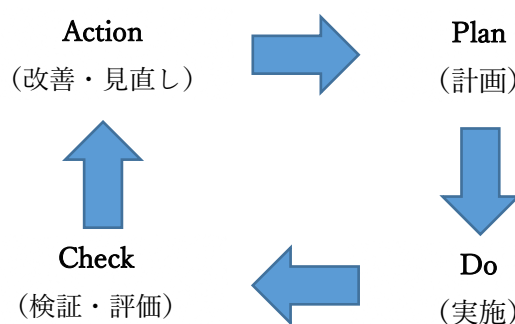 Action
（改善・見直し）
Plan
（計画）
Check
（検証・評価）
Do
（実施）